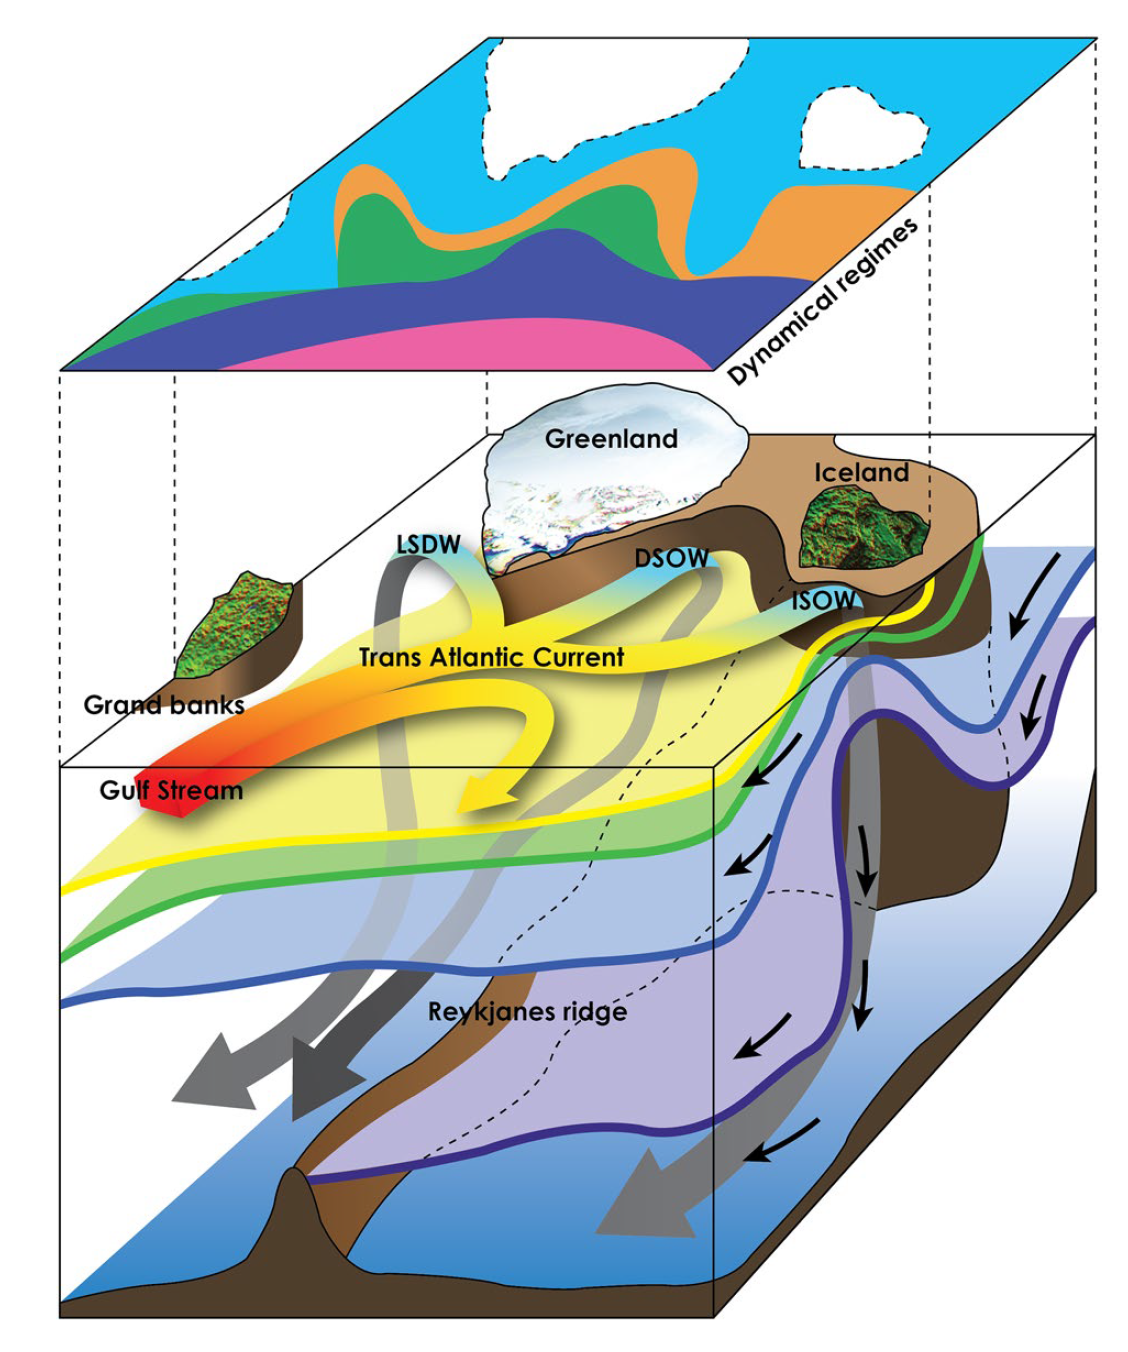 Dynamical regimes
Greenland
Iceland
LSDW
DSOW
ISOW
Trans Atlantic Current
Grand banks
Gulf Stream
Reykjanes ridge